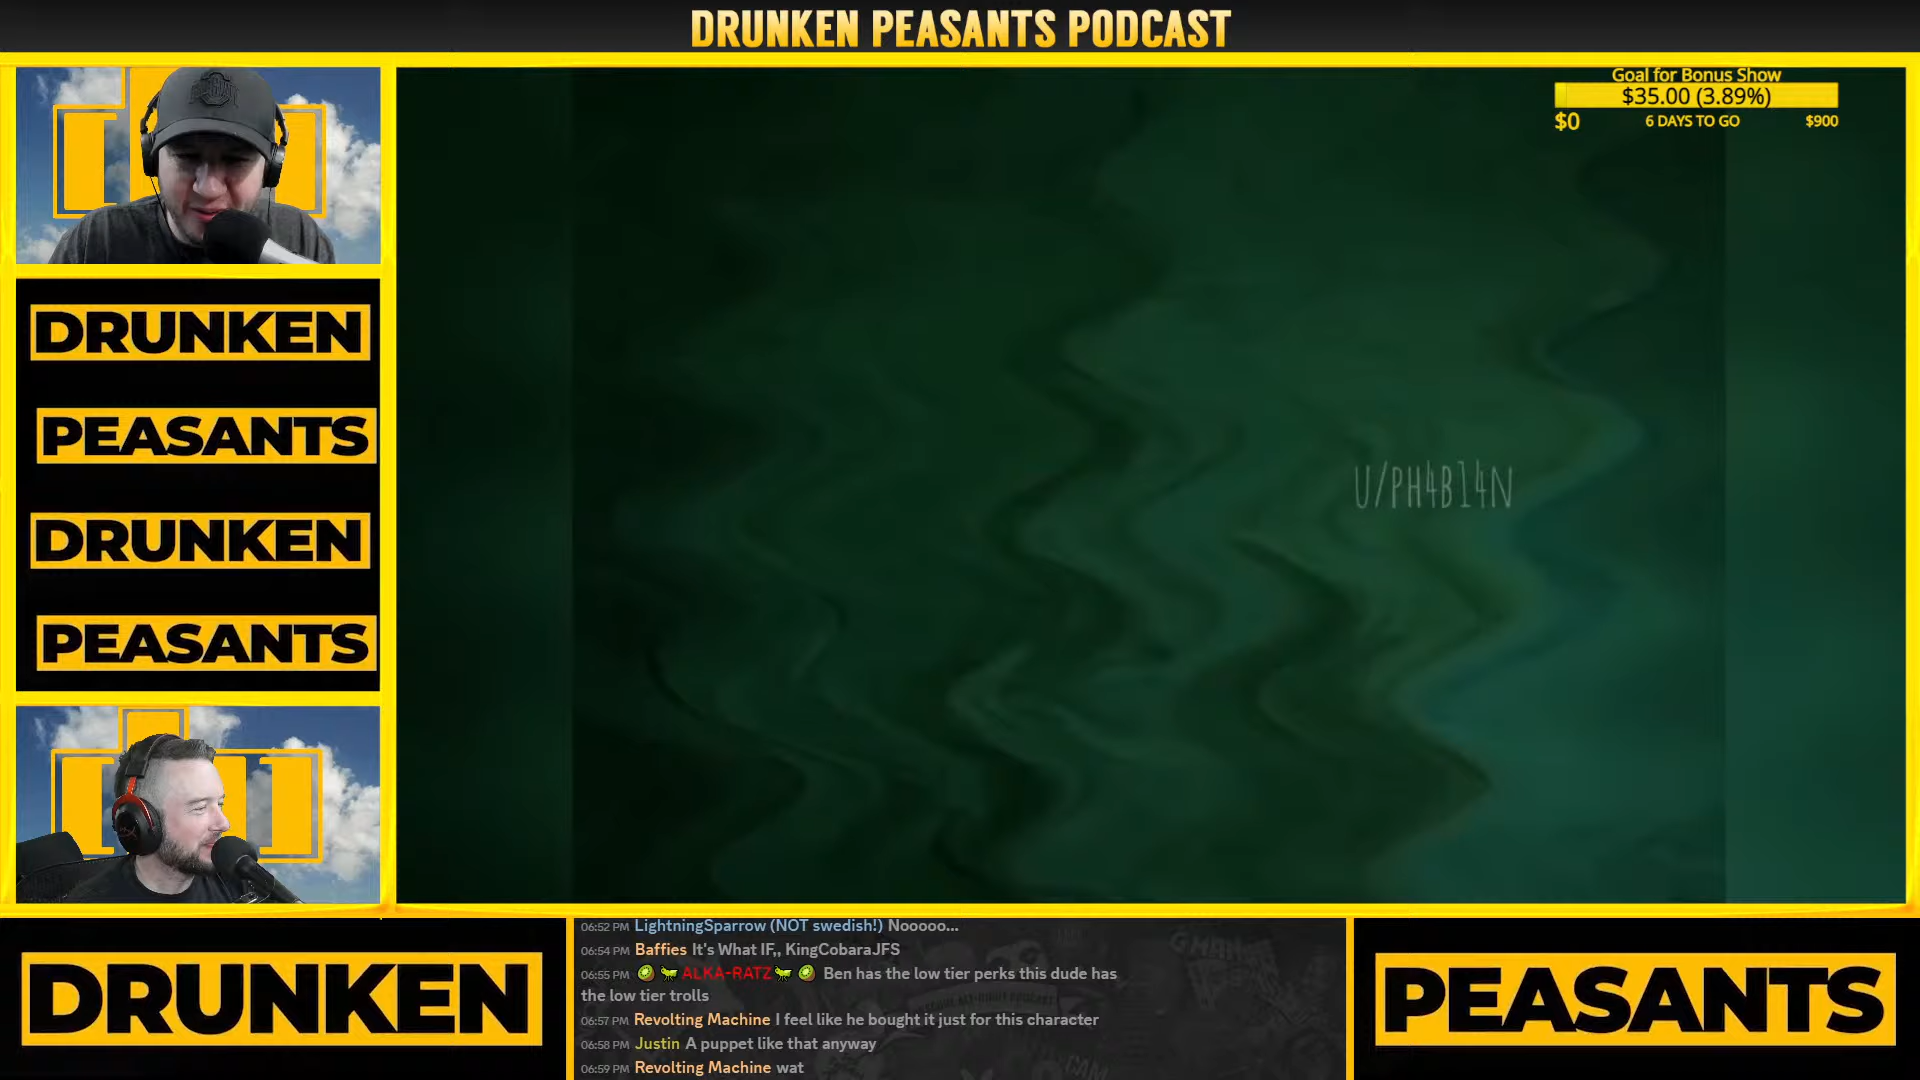 DRUNKEN PEASANTS PODCAST
Goal for Bonus Show
$35.00 (3.89%)
$0 6 DAYS TO GO $900
DRUNKEN
PEASANTS
DRUNKEN
PEASANTS
U/PH4B14N
06:52 PM LightningSparrow (NOT swedish!) Nooooo...
06:54 PM Baffies It's What IF,, KingCobaraJFS
06:55 PM ALKA-RATZ Ben has the low tier perks this dude has
the low tier trolls
06:57 PM Revolting Machine I feel like he bought it just for this character
06:58 PM Justin A puppet like that anyway
06:59 PM Revolting Machine wat
DRUNKEN
PEASANTS